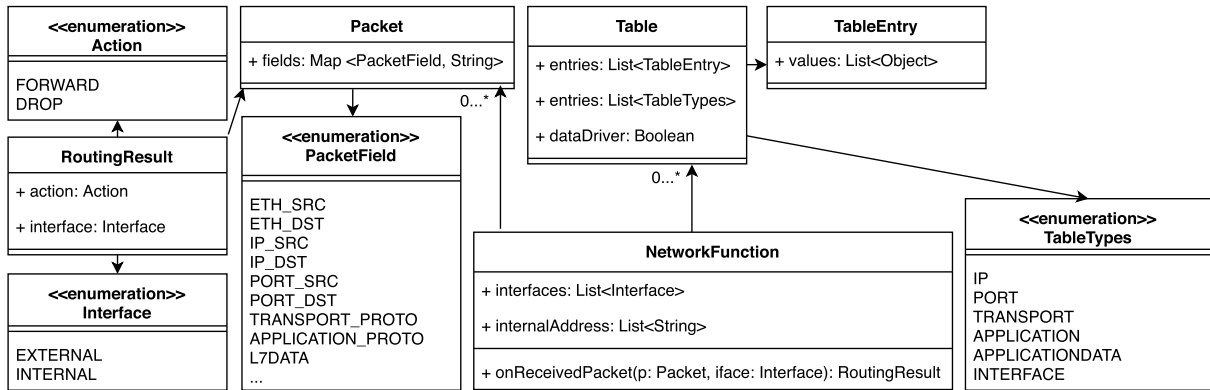 <<enumeration>>
Action
FORWARD
DROP
RoutingResult
+ action: Action
+ interface: Interface
<<enumeration>>
Interface
EXTERNAL
INTERNAL
Packet
+ fields: Map <PacketField, String>
0...*
<<enumeration>>
PacketField
ETH_SRC
ETH_DST
IP_SRC
IP_DST
PORT_SRC
PORT_DST
TRANSPORT_PROTO
APPLICATION_PROTO
L7DATA
...
Table
+ entries: List<TableEntry>
+ entries: List<TableTypes>
+ dataDriver: Boolean
0...*
TableEntry
+ values: List<Object>
NetworkFunction
+ interfaces: List<Interface>
+ internalAddress: List<String>
+ onReceivedPacket(p: Packet, iface: Interface): RoutingResult
<<enumeration>>
TableTypes
IP
PORT
TRANSPORT
APPLICATION
APPLICATIONDATA
INTERFACE